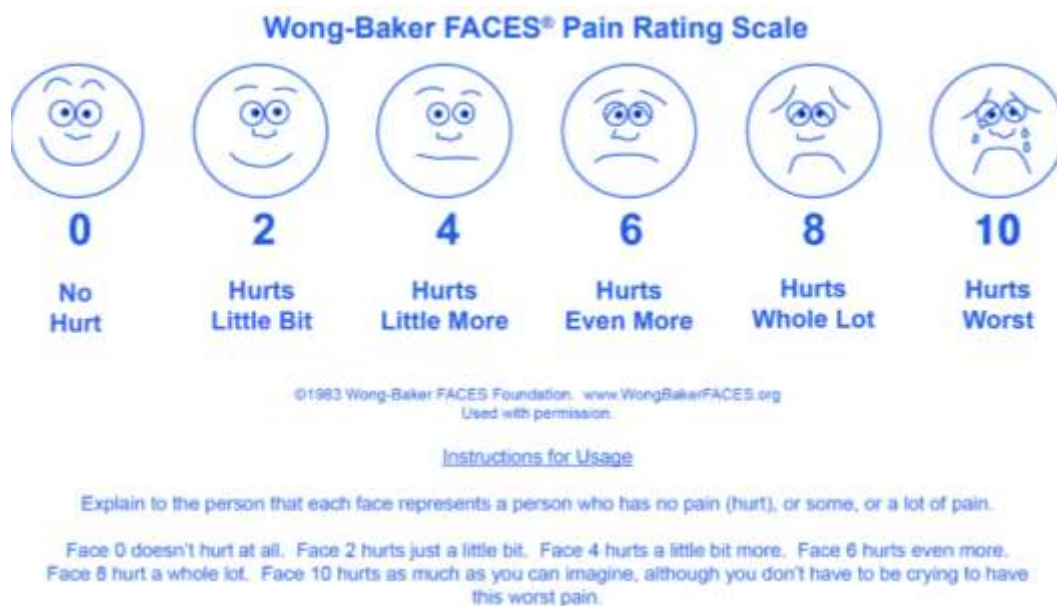 Wong-Baker FACES® Pain Rating Scale
0 2 4 6 8 10
No Hurts Hurts Hurts Hurts Hurts
Hurt Little Bit Little More Even More Whole Lot Worst
©1983 Wong-Baker FACES Foundation. www.WongBakerFACES.org
Used with permission.
Instructions for Usage
Explain to the person that each face represents a person who has no pain (hurt), or some, or a lot of pain.
Face 0 doesn't hurt at all. Face 2 hurts just a little bit. Face 4 hurts a little bit more. Face 6 hurts even more.
Face 8 hurt a whole lot. Face 10 hurts as much as you can imagine, although you don't have to be crying to have
this worst pain.